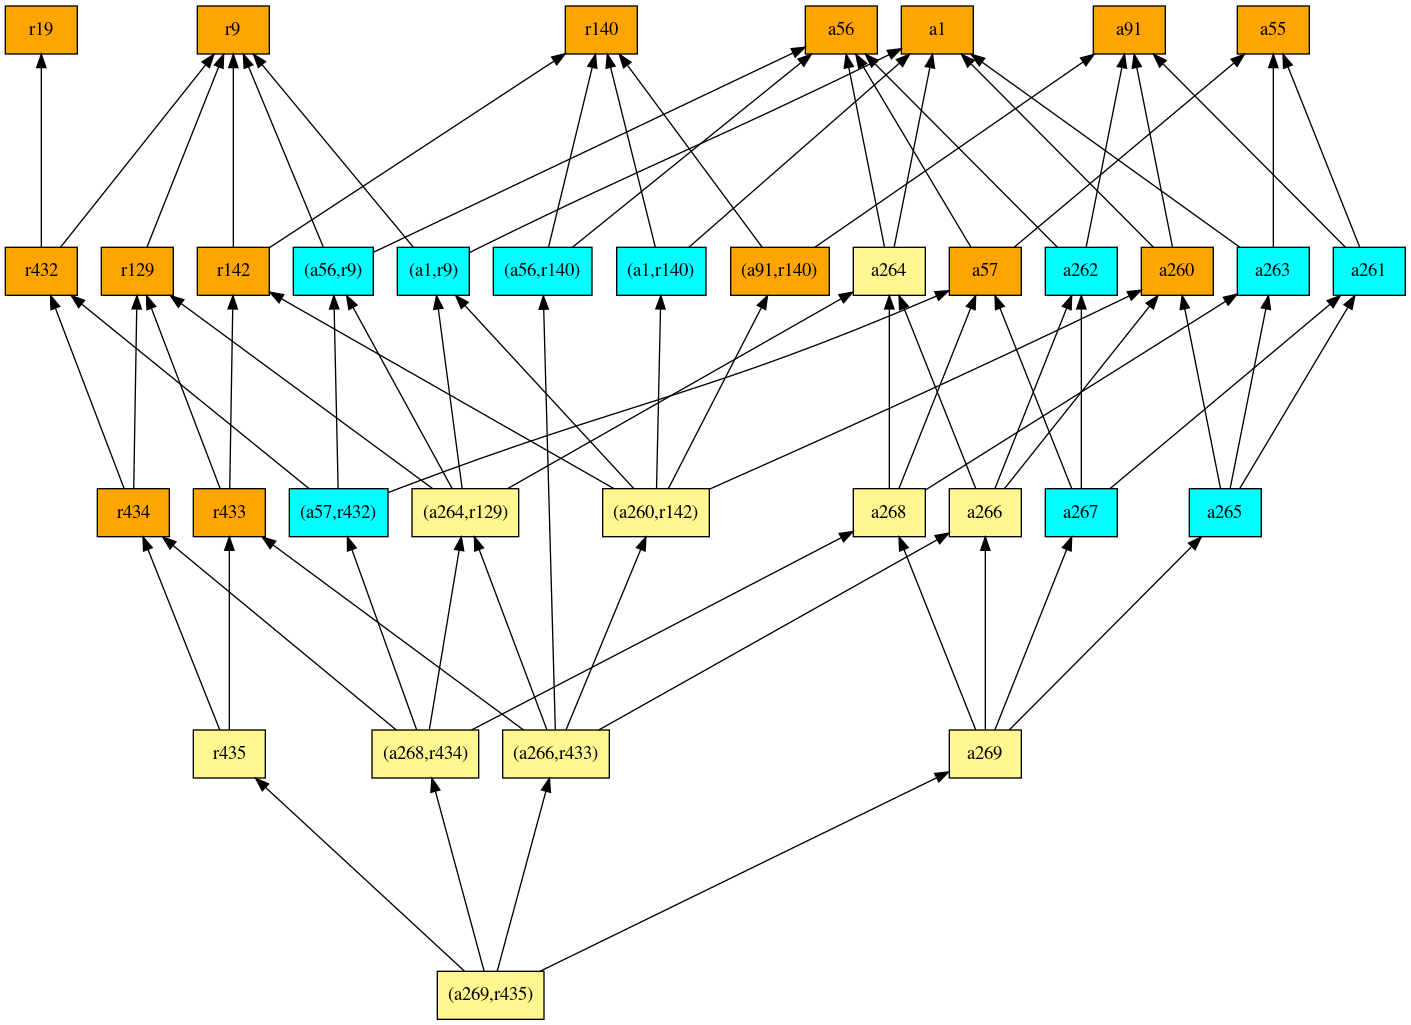 r19
r9
r140
a56
a1
a91
a55
r432
r129
r142
(a56,r9)
(a1,r9)
(a56,r140)
(a1,r140)
(a91,r140)
a264
a57
a262
a260
a263
a261
r434
r433
(a57,r432)
(a264,r129)
(a260,r142)
a268
a266
a267
a265
r435
(a268,r434)
(a266,r433)
a269
(a269,r435)